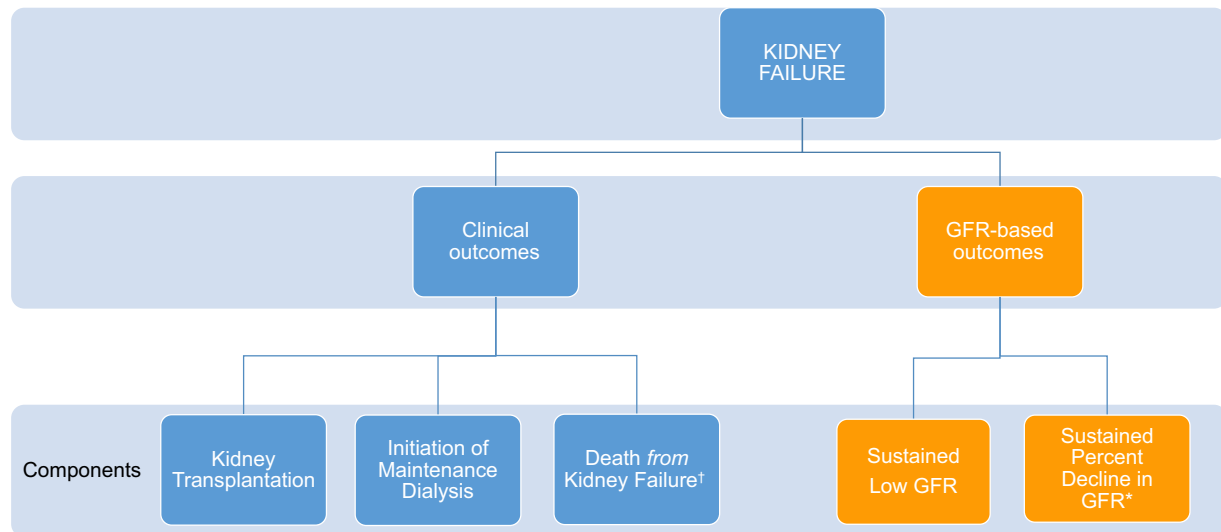 KIDNEY
FAILURE
Clinical
outcomes
GFR-based
outcomes
Components
Kidney
Transplantation
Initiation of
Maintenance
Dialysis
Death from
Kidney Failure†
Sustained
Low GFR
Sustained
Percent
Decline in
GFR*